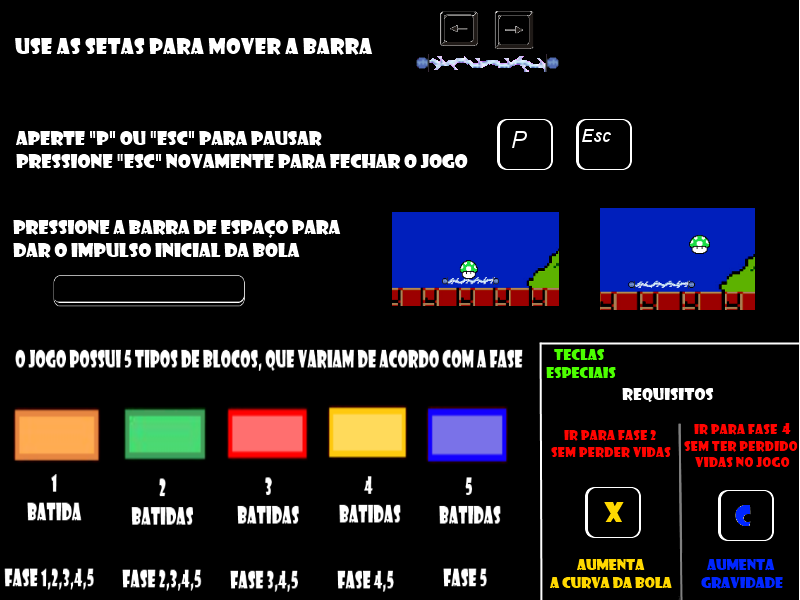 USE AS SETAS PARA MOVER A BARRA
← →
APERTE "P" OU "ESC" PARA PAUSAR
PRESSIONE "ESC" NOVAMENTE PARA FECHAR O JOGO
P Esc
PRESSIONE A BARRA DE ESPAÇO PARA
DAR O IMPULSO INICIAL DA BOLA
O JOGO POSSUI 5 TIPOS DE BLOCOS, QUE VARIAM DE ACORDO COM A FASE
1
BATIDA
FASE 1,2,3,4,5
2
BATIDAS
FASE 2,3,4,5
3
BATIDAS
FASE 3,4,5
4
BATIDAS
FASE 4,5
5
BATIDAS
FASE 5
TECLAS
ESPECIAIS
REQUISITOS
IR PARA FASE 2
SEM PERDER VIDAS
X
AUMENTA
A CURVA DA BOLA
IR PARA FASE 4
SEM TER PERDIDO
VIDAS NO JOGO
C
AUMENTA
GRAVIDADE